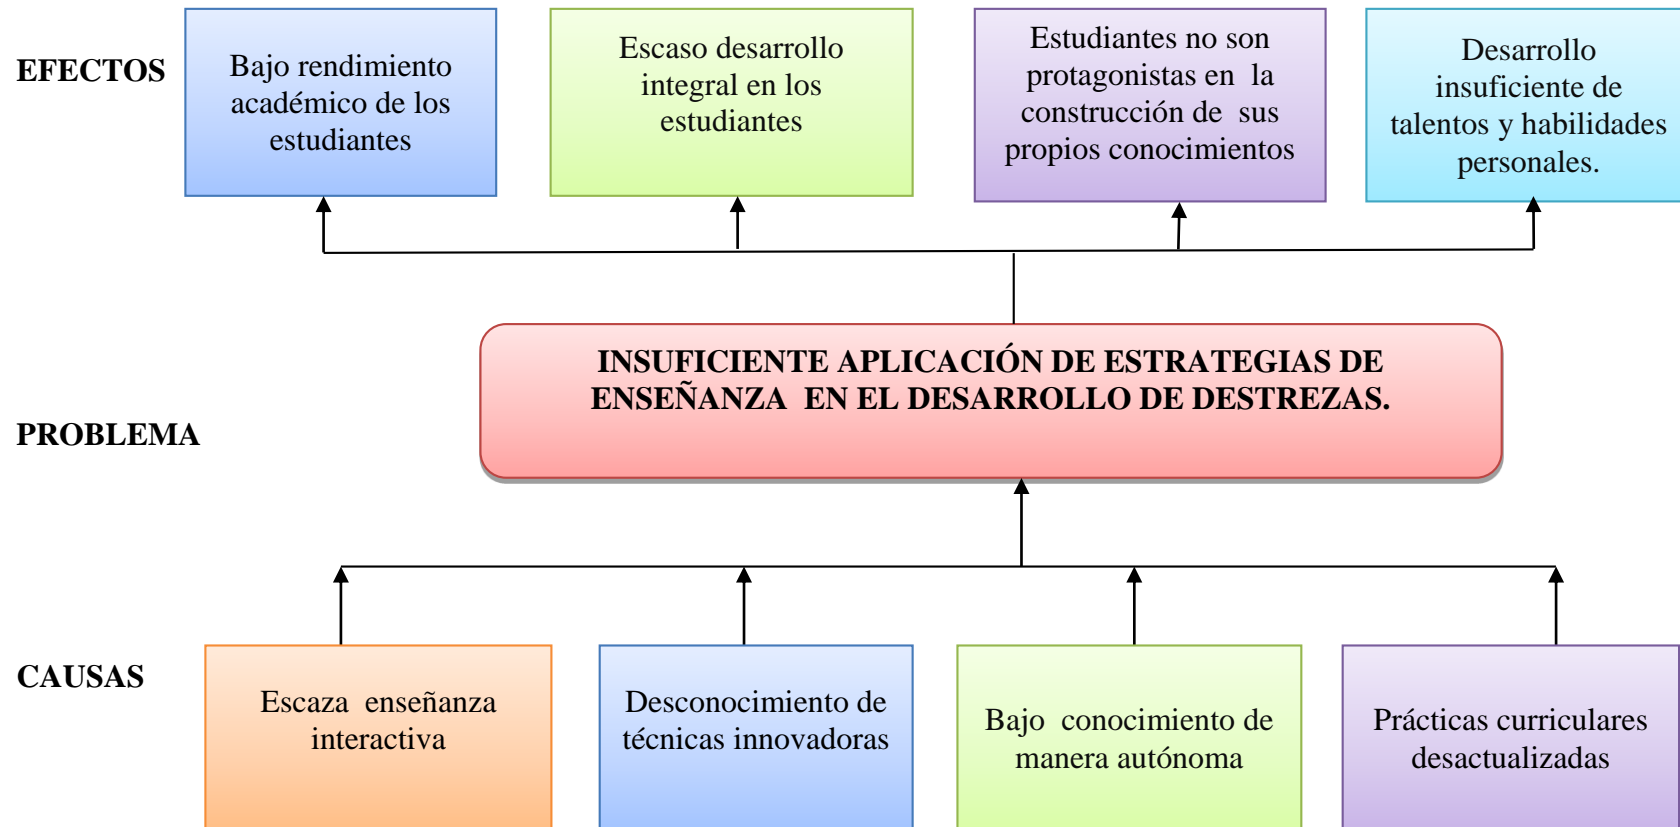 EFECTOS
Bajo rendimiento
académico de los
estudiantes
Escaso desarrollo
integral en los
estudiantes
Estudiantes no son
protagonistas en la
construcción de sus
propios conocimientos
Desarrollo
insuficiente de
talentos y habilidades
personales.
PROBLEMA
INSUFICIENTE APLICACIÓN DE ESTRATEGIAS DE
ENSEÑANZA EN EL DESARROLLO DE DESTREZAS.
CAUSAS
Escaza enseñanza
interactiva
Desconocimiento de
técnicas innovadoras
Bajo conocimiento de
manera autónoma
Prácticas curriculares
desactualizadas